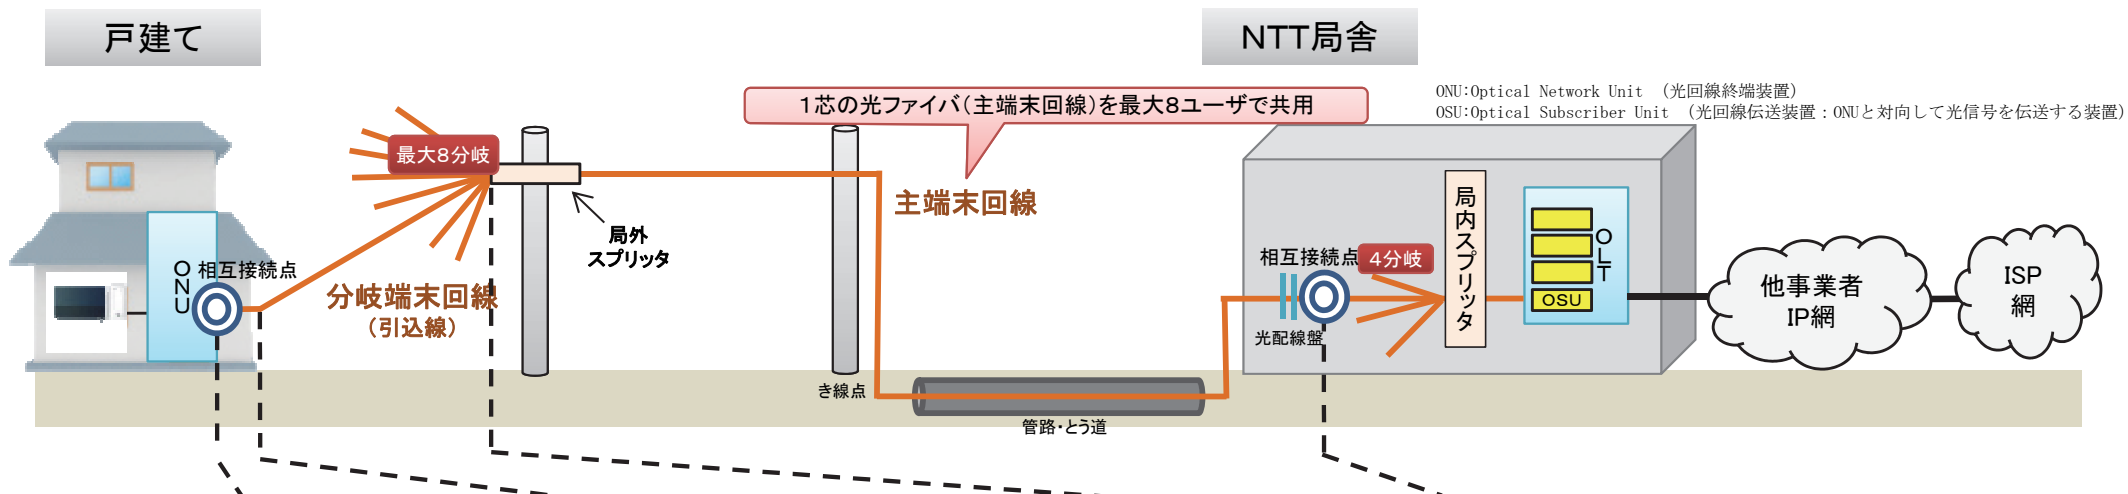 戸建て
NTT局舎
ONU:Optical Network Unit （光回線終端装置）
OSU:Optical Subscriber Unit （光回線伝送装置：ONUと対向して光信号を伝送する装置）
1芯の光ファイバ（主端末回線）を最大8ユーザで共用
最大8分岐
主端末回線
局外
スプリッタ
ONU
相互接続点
分岐端末回線
（引込線）
き線点
管路・とう道
相互接続点
光配線盤
4分岐
局内スプリッタ
OLT
OSU
他事業者
IP網
ISP
網